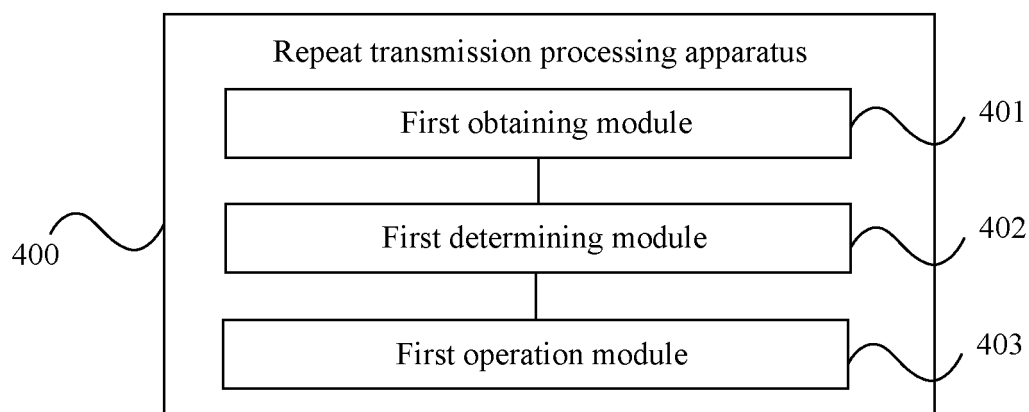 Repeat transmission processing apparatus
First obtaining module
401
First determining module
402
400
First operation module
403